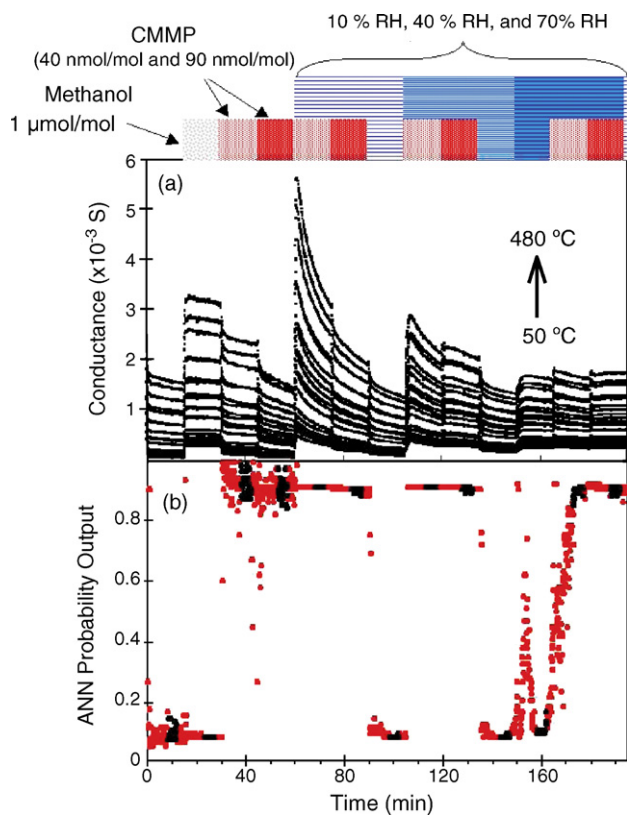 10 % RH, 40 % RH, and 70% RH
CMMP
(40 nmol/mol and 90 nmol/mol)
Methanol
1 µmol/mol
(a)
Conductance (x10⁻³ S)
6
5
4
3
2
1
480 ºC
50 ºC
(b)
ANN Probability Output
0.8
0.6
0.4
0.2
0
0
40
80
120
160
Time (min)